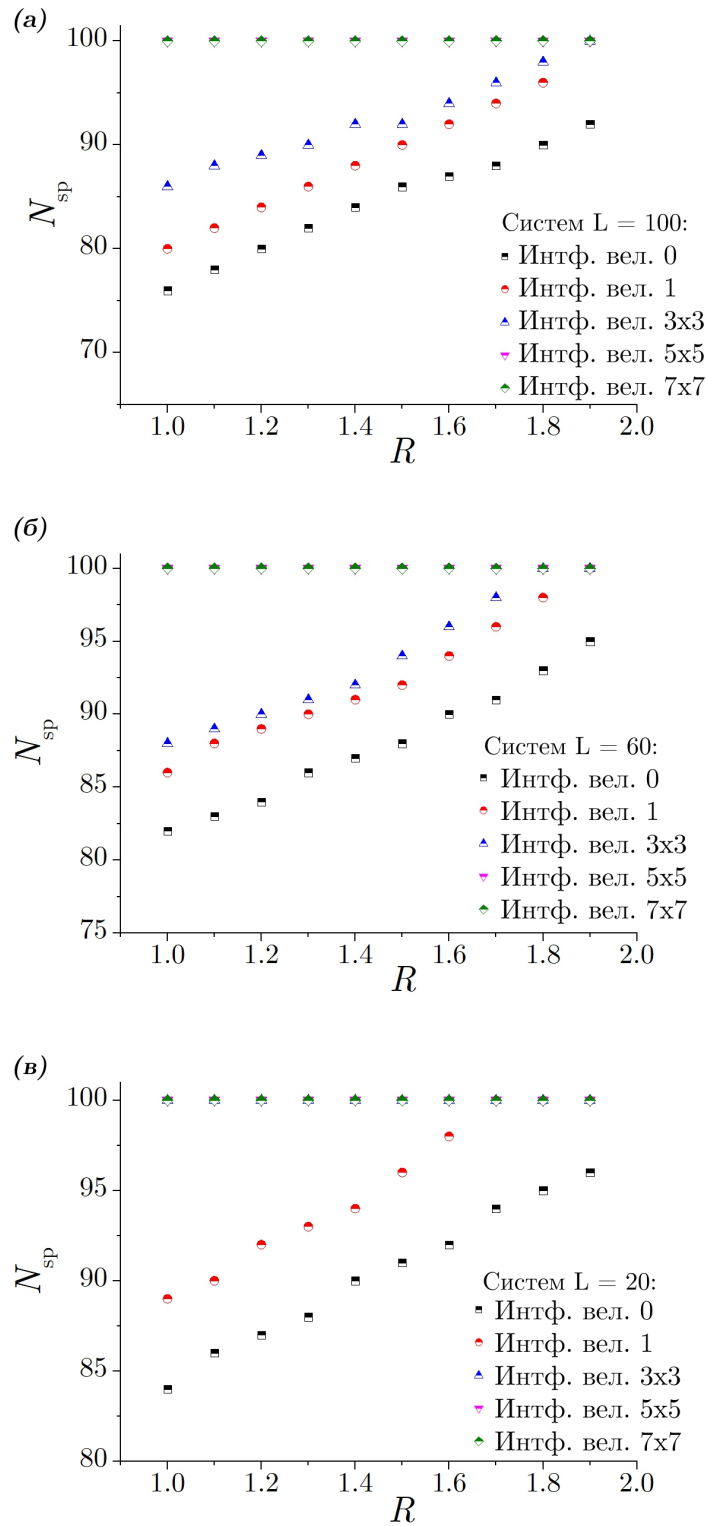 (а)
100
90
80
70
N_sp
Систем L = 100:
Интф. вел. 0
Интф. вел. 1
Интф. вел. 3x3
Интф. вел. 5x5
Интф. вел. 7x7
1.0 1.2 1.4 1.6 1.8 2.0
R
(б)
100
95
90
85
80
75
N_sp
Систем L = 60:
Интф. вел. 0
Интф. вел. 1
Интф. вел. 3x3
Интф. вел. 5x5
Интф. вел. 7x7
1.0 1.2 1.4 1.6 1.8 2.0
R
(в)
100
95
90
85
80
N_sp
Систем L = 20:
Интф. вел. 0
Интф. вел. 1
Интф. вел. 3x3
Интф. вел. 5x5
Интф. вел. 7x7
1.0 1.2 1.4 1.6 1.8 2.0
R